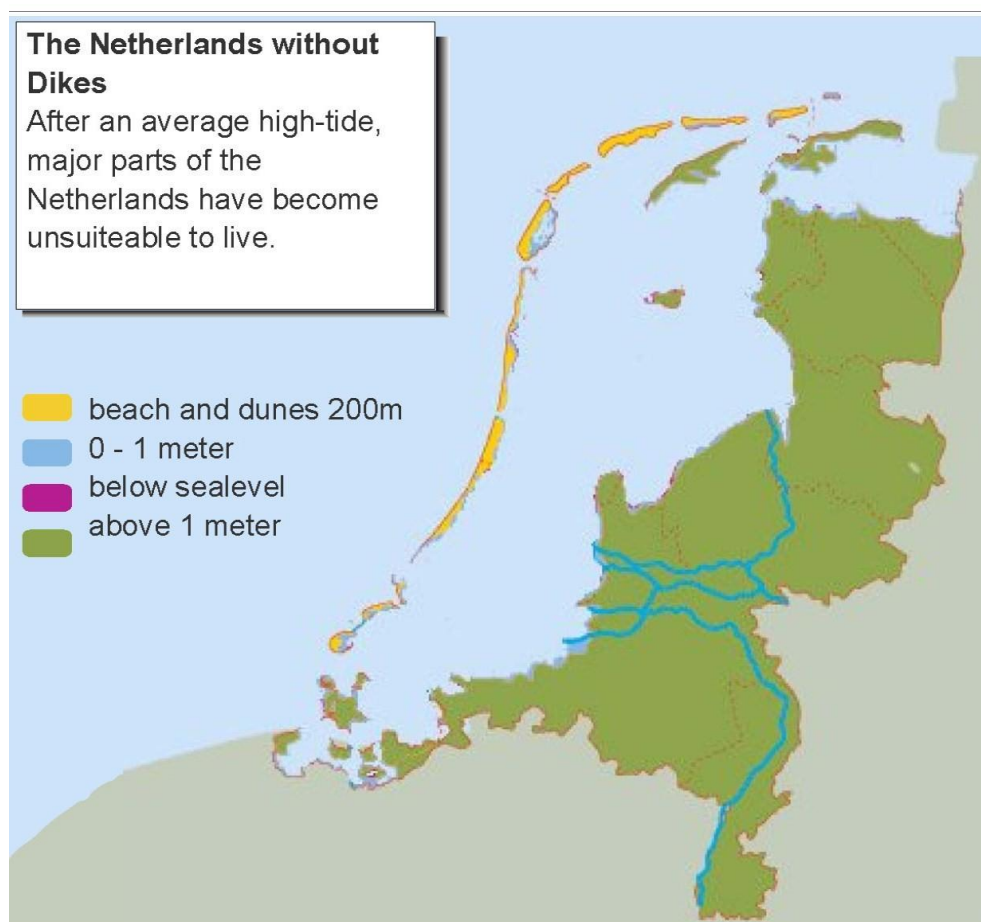 The Netherlands without
Dikes
After an average high-tide,
major parts of the
Netherlands have become
unsuiteable to live.
beach and dunes 200m
0 - 1 meter
below sealevel
above 1 meter